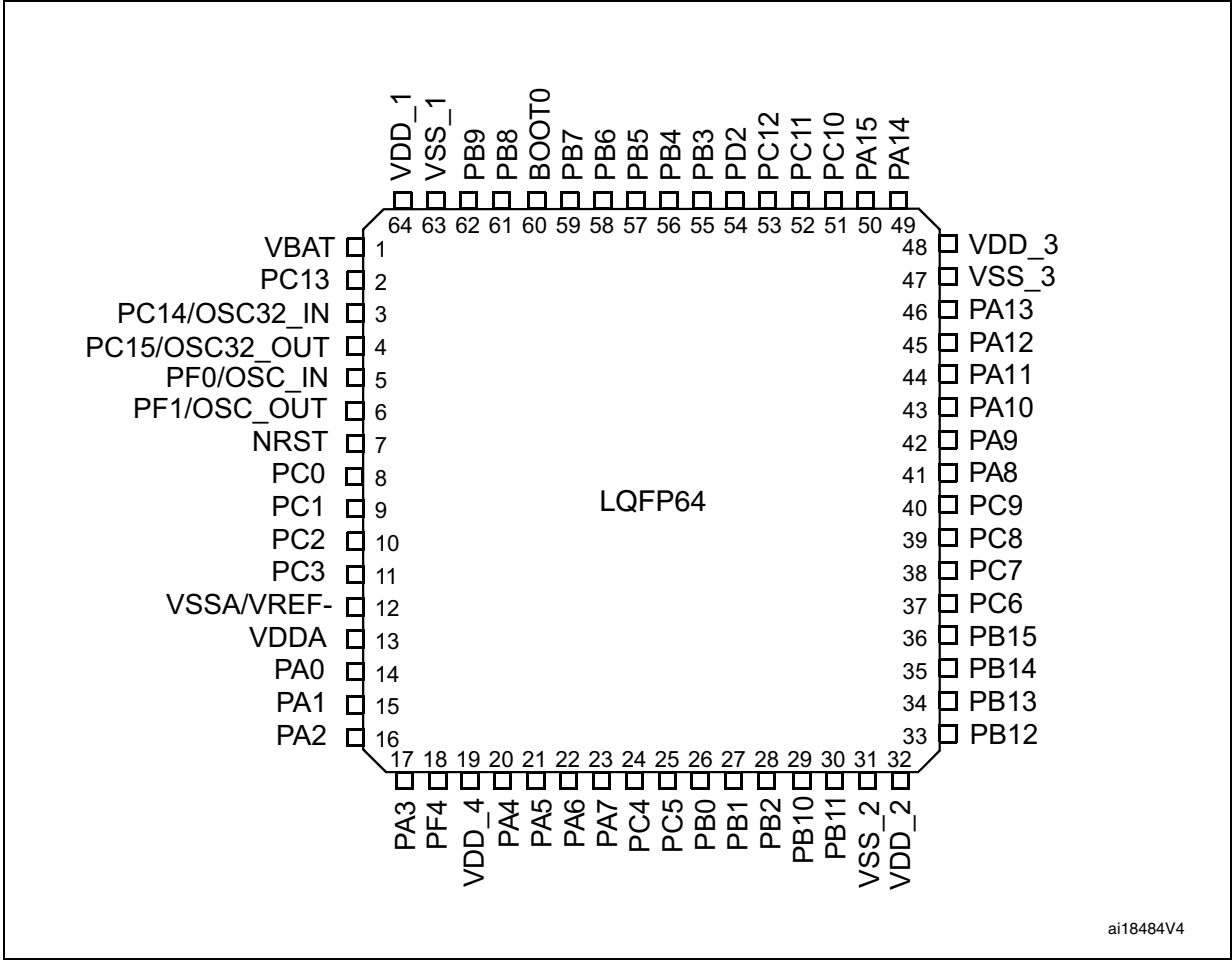 VDD_1
VSS_1
PB9
PB8
BOOT0
PB7
PB6
PB5
PB4
PB3
PD2
PC12
PC11
PC10
PA15
PA14
64 63 62 61 60 59 58 57 56 55 54 53 52 51 50 49
VBAT 1
PC13 2
PC14/OSC32_IN 3
PC15/OSC32_OUT 4
PF0/OSC_IN 5
PF1/OSC_OUT 6
NRST 7
PC0 8
PC1 9
PC2 10
PC3 11
VSSA/VREF- 12
VDDA 13
PA0 14
PA1 15
PA2 16
LQFP64
48 VDD_3
47 VSS_3
46 PA13
45 PA12
44 PA11
43 PA10
42 PA9
41 PA8
40 PC9
39 PC8
38 PC7
37 PC6
36 PB15
35 PB14
34 PB13
33 PB12
17 18 19 20 21 22 23 24 25 26 27 28 29 30 31 32
PA3
PF4
VDD_4
PA4
PA5
PA6
PA7
PC4
PC5
PB0
PB1
PB2
PB10
PB11
VSS_2
VDD_2
ai18484V4